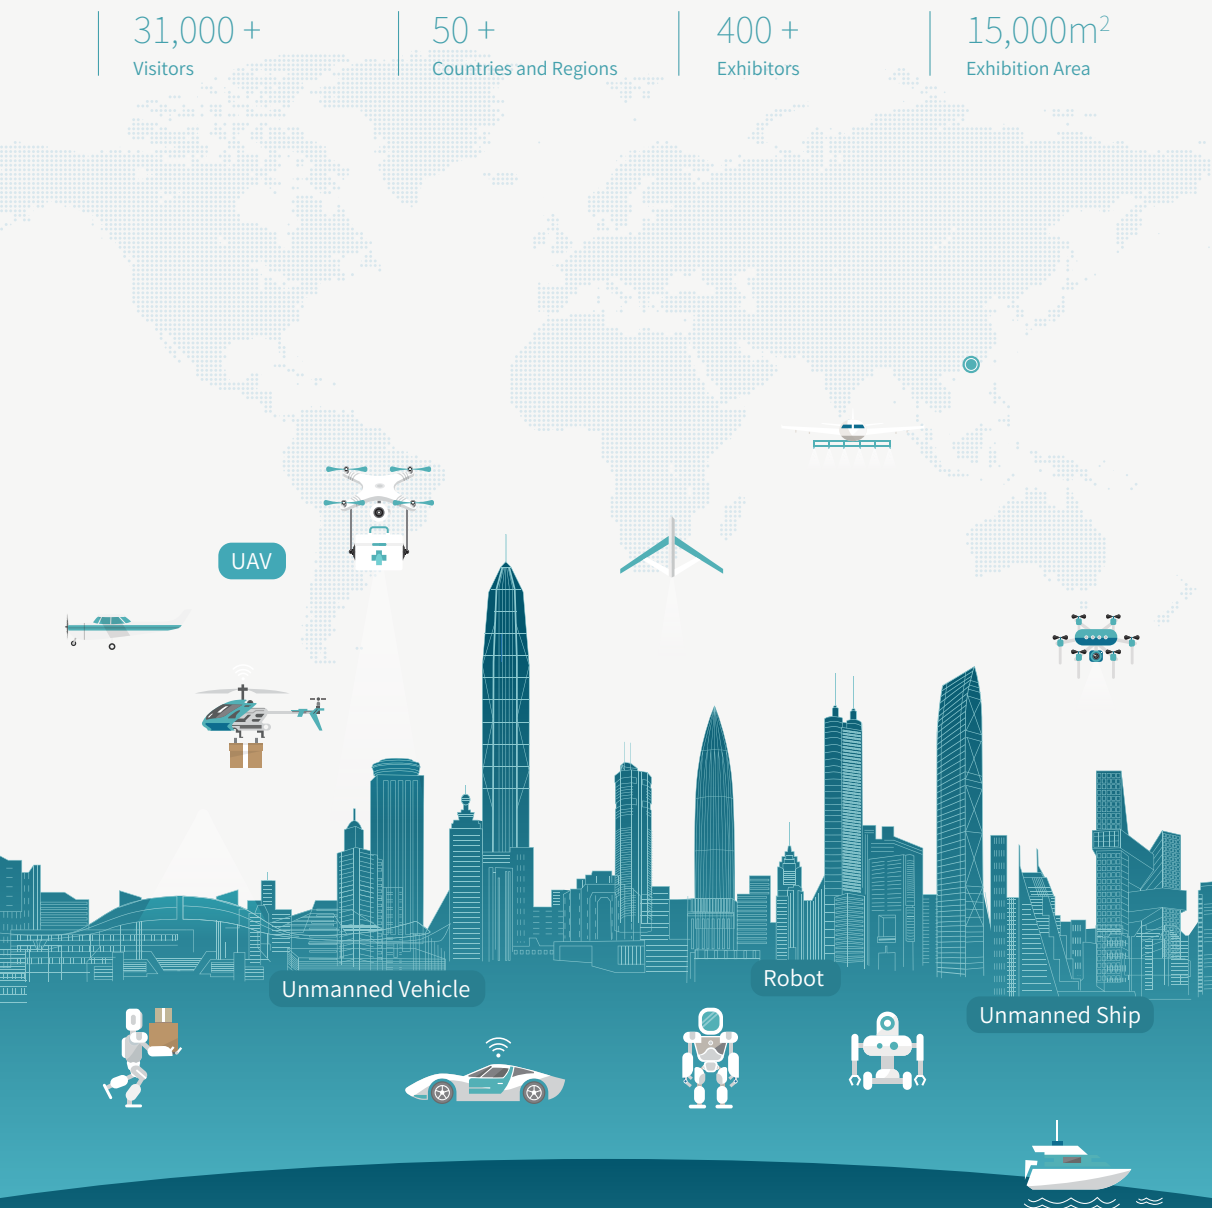 31,000 +
50 +
400 +
15,000m²
Visitors
Countries and Regions
Exhibitors
Exhibition Area
UAV
Unmanned Vehicle
Robot
Unmanned Ship